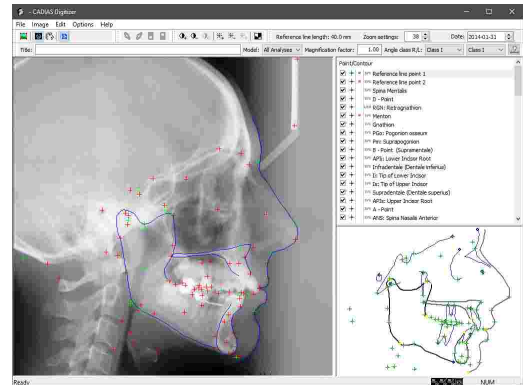 - CADIAS Digitizer
File Image Edit Options Help
Reference line length: 40.0 mm Zoom settings: 38 Date: 2014-01-31
Title: Model: All Analyses Magnification factor: 1.00 Angle class R/L: Class I Class I
Point/Contour
Reference line point 1
Reference line point 2
Spina Mentalis
D - Point
RGN: Retrognathion
Menton
Gnathion
PGo: Pogonion osseum
Pm: Suprapogonion
B - Point (Supramentale)
APIi: Lower Incisor Root
Infradentale (Dentale inferius)
Ii: Tip of Lower Incisor
Is: Tip of Upper Incisor
Supradentale (Dentale superius)
APIs: Upper Incisor Root
A - Point
ANS: Spina Nasalis Anterior
Ready NUM